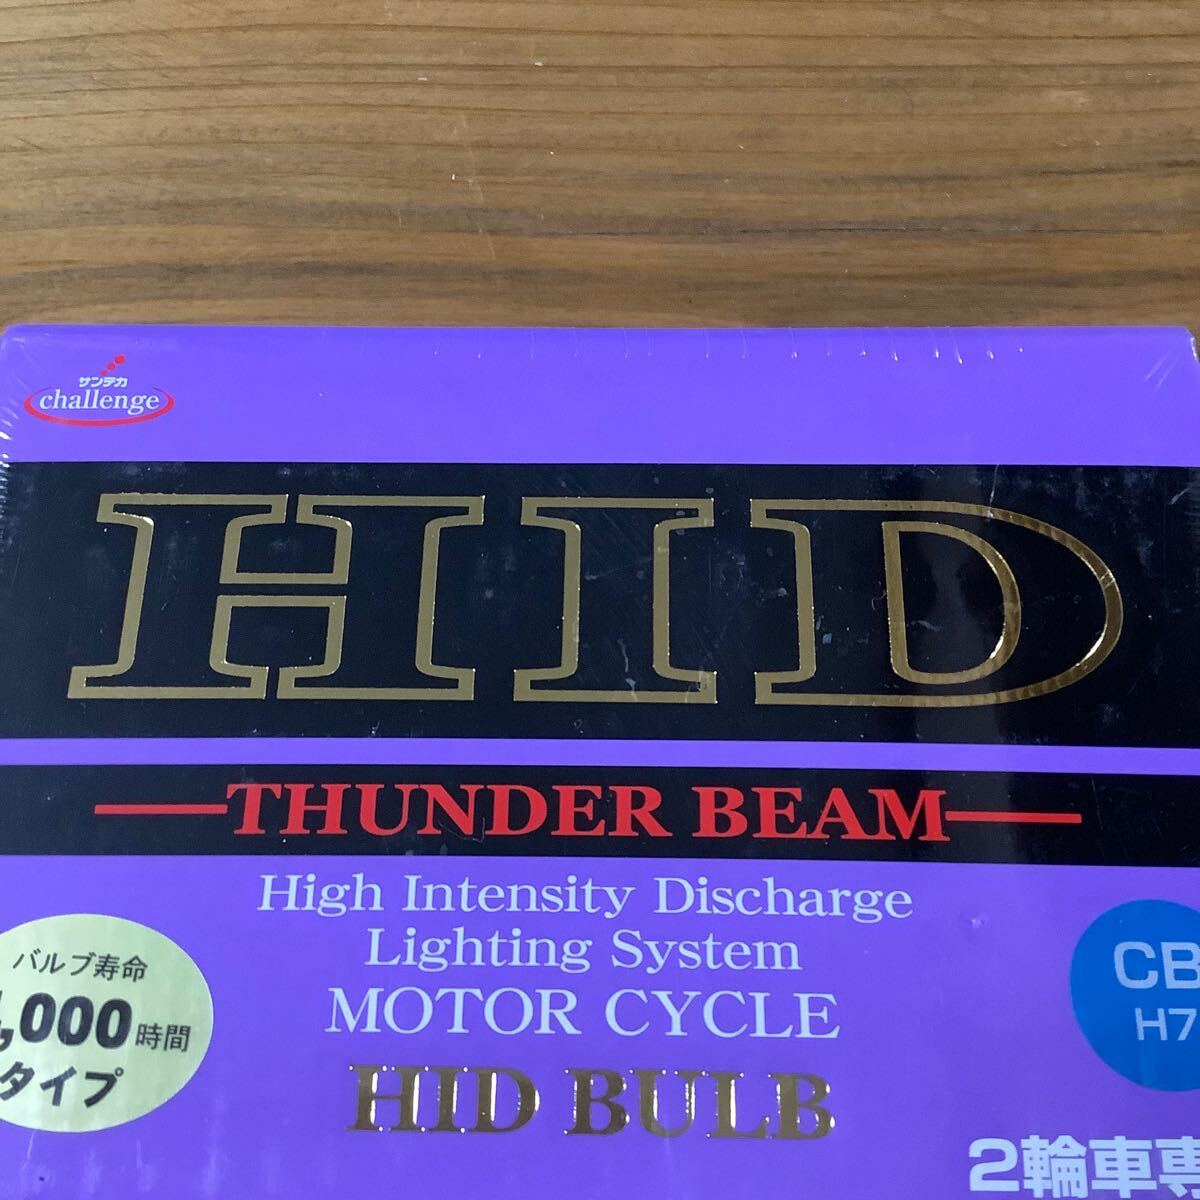 サンテカ
challenge
HID
THUNDER BEAM
High Intensity Discharge
Lighting System
MOTOR CYCLE
HID BULB
バルブ寿命
,000時間
タイプ
CB
H7
2輪車専